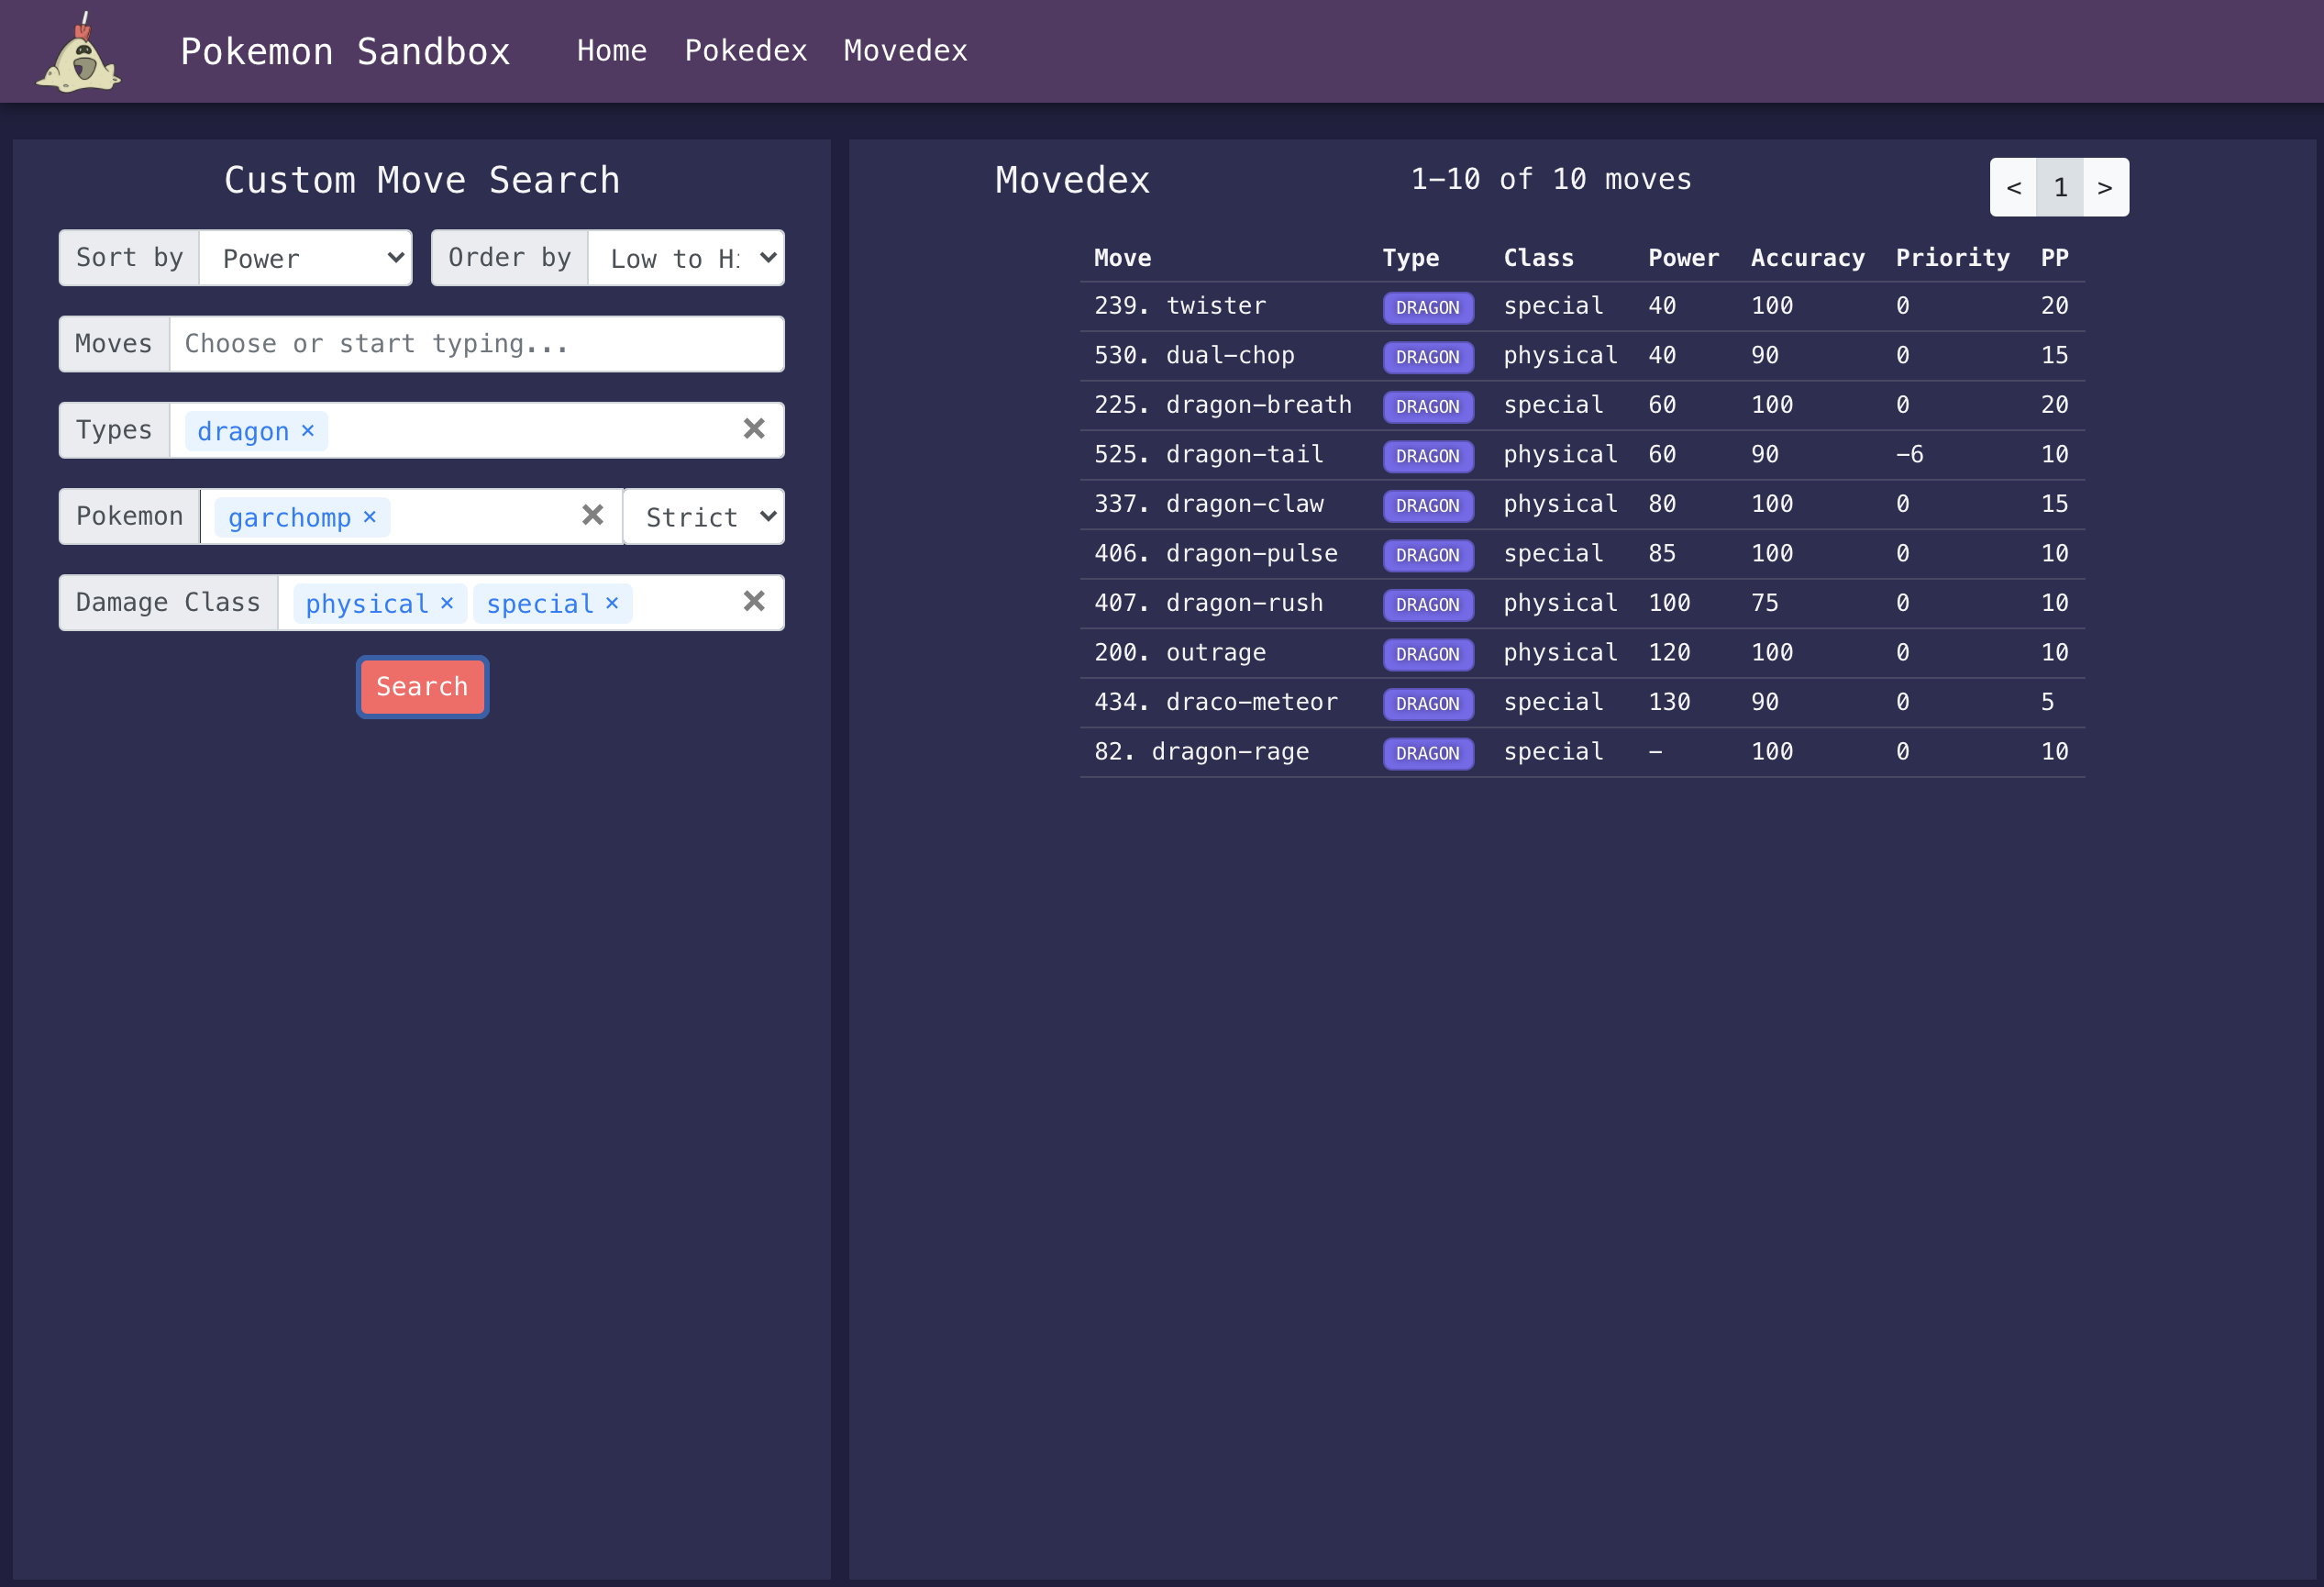 Pokemon Sandbox Home Pokedex Movedex
Custom Move Search
Sort by Power Order by Low to Hi
Moves Choose or start typing...
Types dragon ×
Pokemon garchomp × Strict
Damage Class physical × special ×
Search
Movedex 1-10 of 10 moves < 1 >
Move Type Class Power Accuracy Priority PP
239. twister DRAGON special 40 100 0 20
530. dual-chop DRAGON physical 40 90 0 15
225. dragon-breath DRAGON special 60 100 0 20
525. dragon-tail DRAGON physical 60 90 -6 10
337. dragon-claw DRAGON physical 80 100 0 15
406. dragon-pulse DRAGON special 85 100 0 10
407. dragon-rush DRAGON physical 100 75 0 10
200. outrage DRAGON physical 120 100 0 10
434. draco-meteor DRAGON special 130 90 0 5
82. dragon-rage DRAGON special - 100 0 10